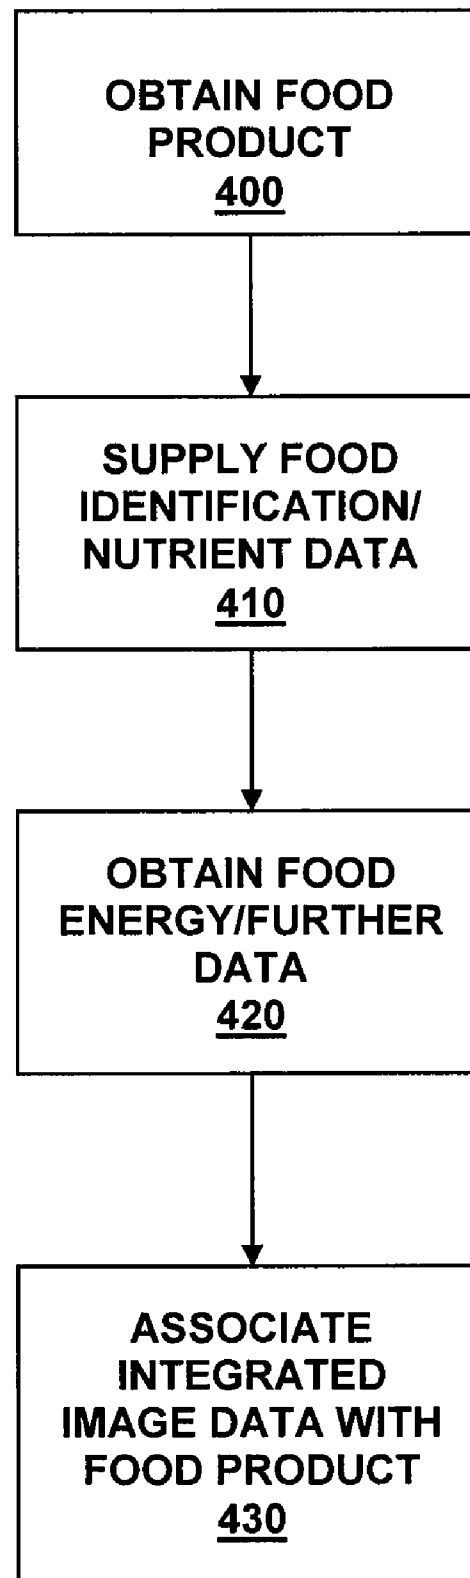 OBTAIN FOOD
PRODUCT
400
SUPPLY FOOD
IDENTIFICATION/
NUTRIENT DATA
410
OBTAIN FOOD
ENERGY/FURTHER
DATA
420
ASSOCIATE
INTEGRATED
IMAGE DATA WITH
FOOD PRODUCT
430